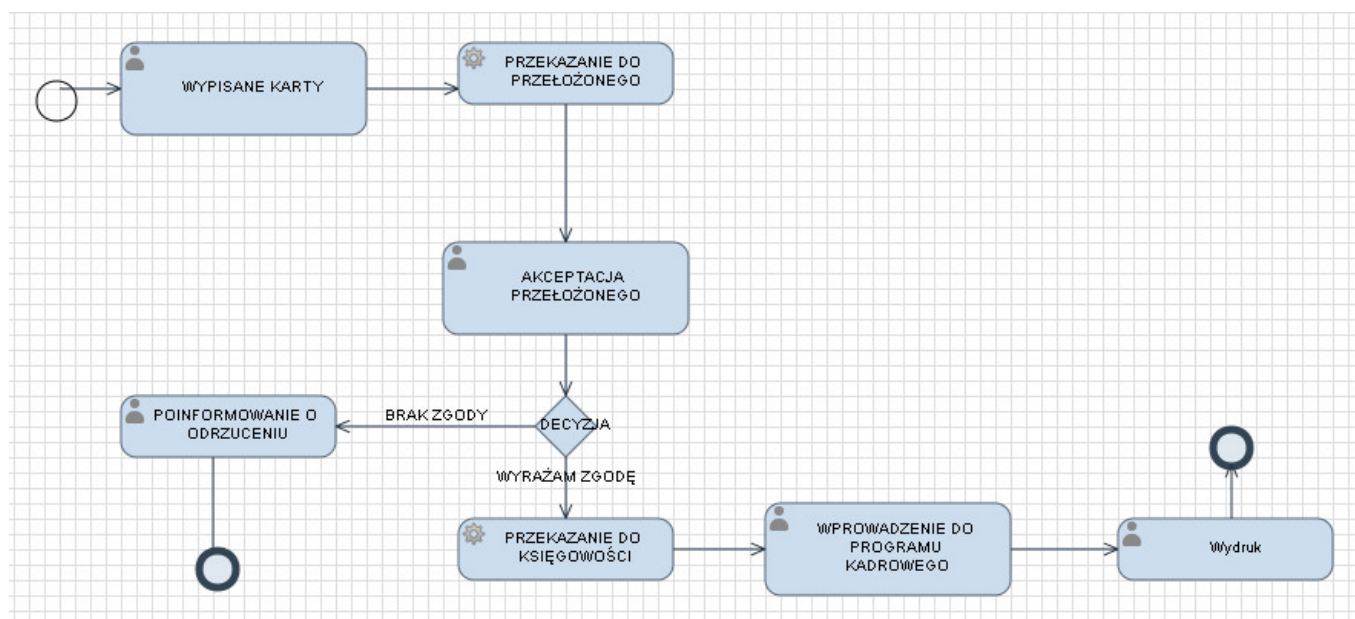 WYPISANE KARTY
PRZEKAZANIE DO
PRZEŁOŻONEGO
AKCEPTACJA
PRZEŁOŻONEGO
DECYZJA
BRAK ZGODY
POINFORMOWANIE O
ODRZUCENIU
WYRAŻAM ZGODĘ
PRZEKAZANIE DO
KSIĘGOWOŚCI
WPROWADZENIE DO
PROGRAMU
KADROWEGO
Wydruk